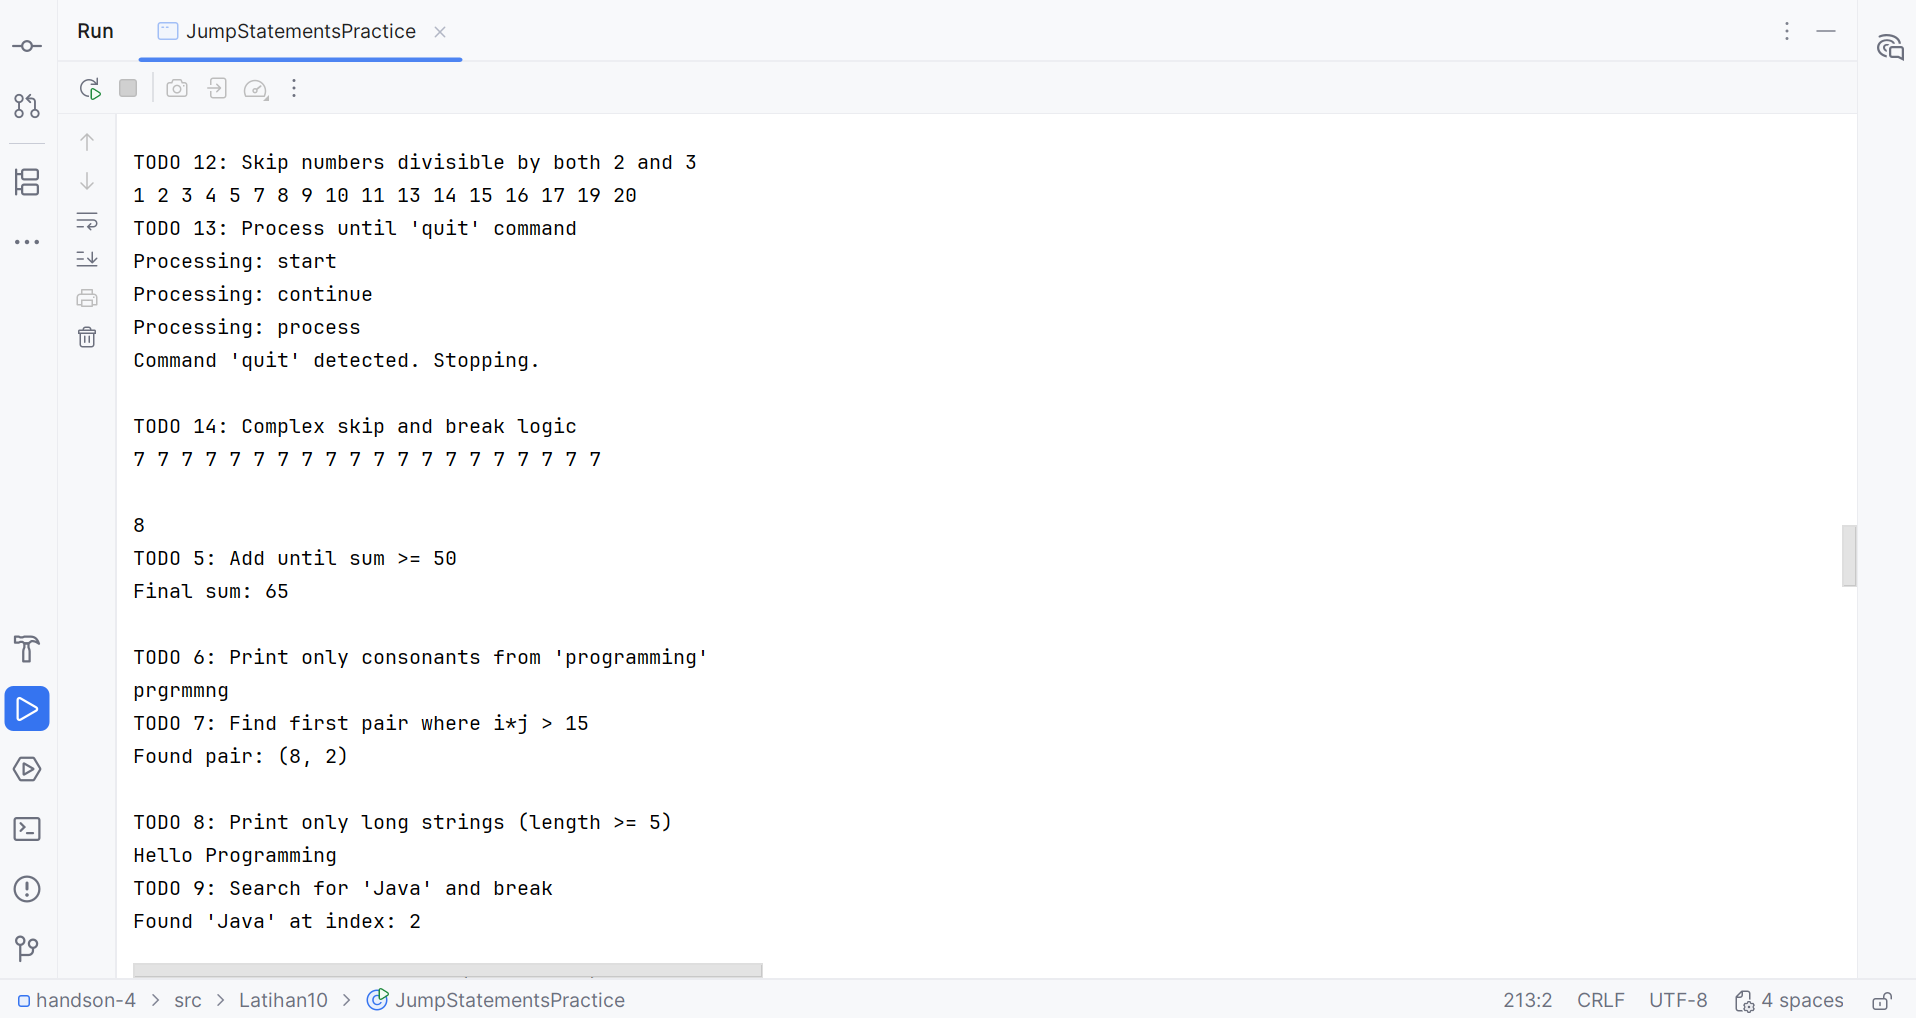 Run JumpStatementsPractice
TODO 12: Skip numbers divisible by both 2 and 3
1 2 3 4 5 7 8 9 10 11 13 14 15 16 17 19 20
TODO 13: Process until 'quit' command
Processing: start
Processing: continue
Processing: process
Command 'quit' detected. Stopping.
TODO 14: Complex skip and break logic
7 7 7 7 7 7 7 7 7 7 7 7 7 7 7 7 7 7 7 7
8
TODO 5: Add until sum >= 50
Final sum: 65
TODO 6: Print only consonants from 'programming'
prgrmmng
TODO 7: Find first pair where i*j > 15
Found pair: (8, 2)
TODO 8: Print only long strings (length >= 5)
Hello Programming
TODO 9: Search for 'Java' and break
Found 'Java' at index: 2
handson-4 > src > Latihan10 > JumpStatementsPractice 213:2 CRLF UTF-8 4 spaces